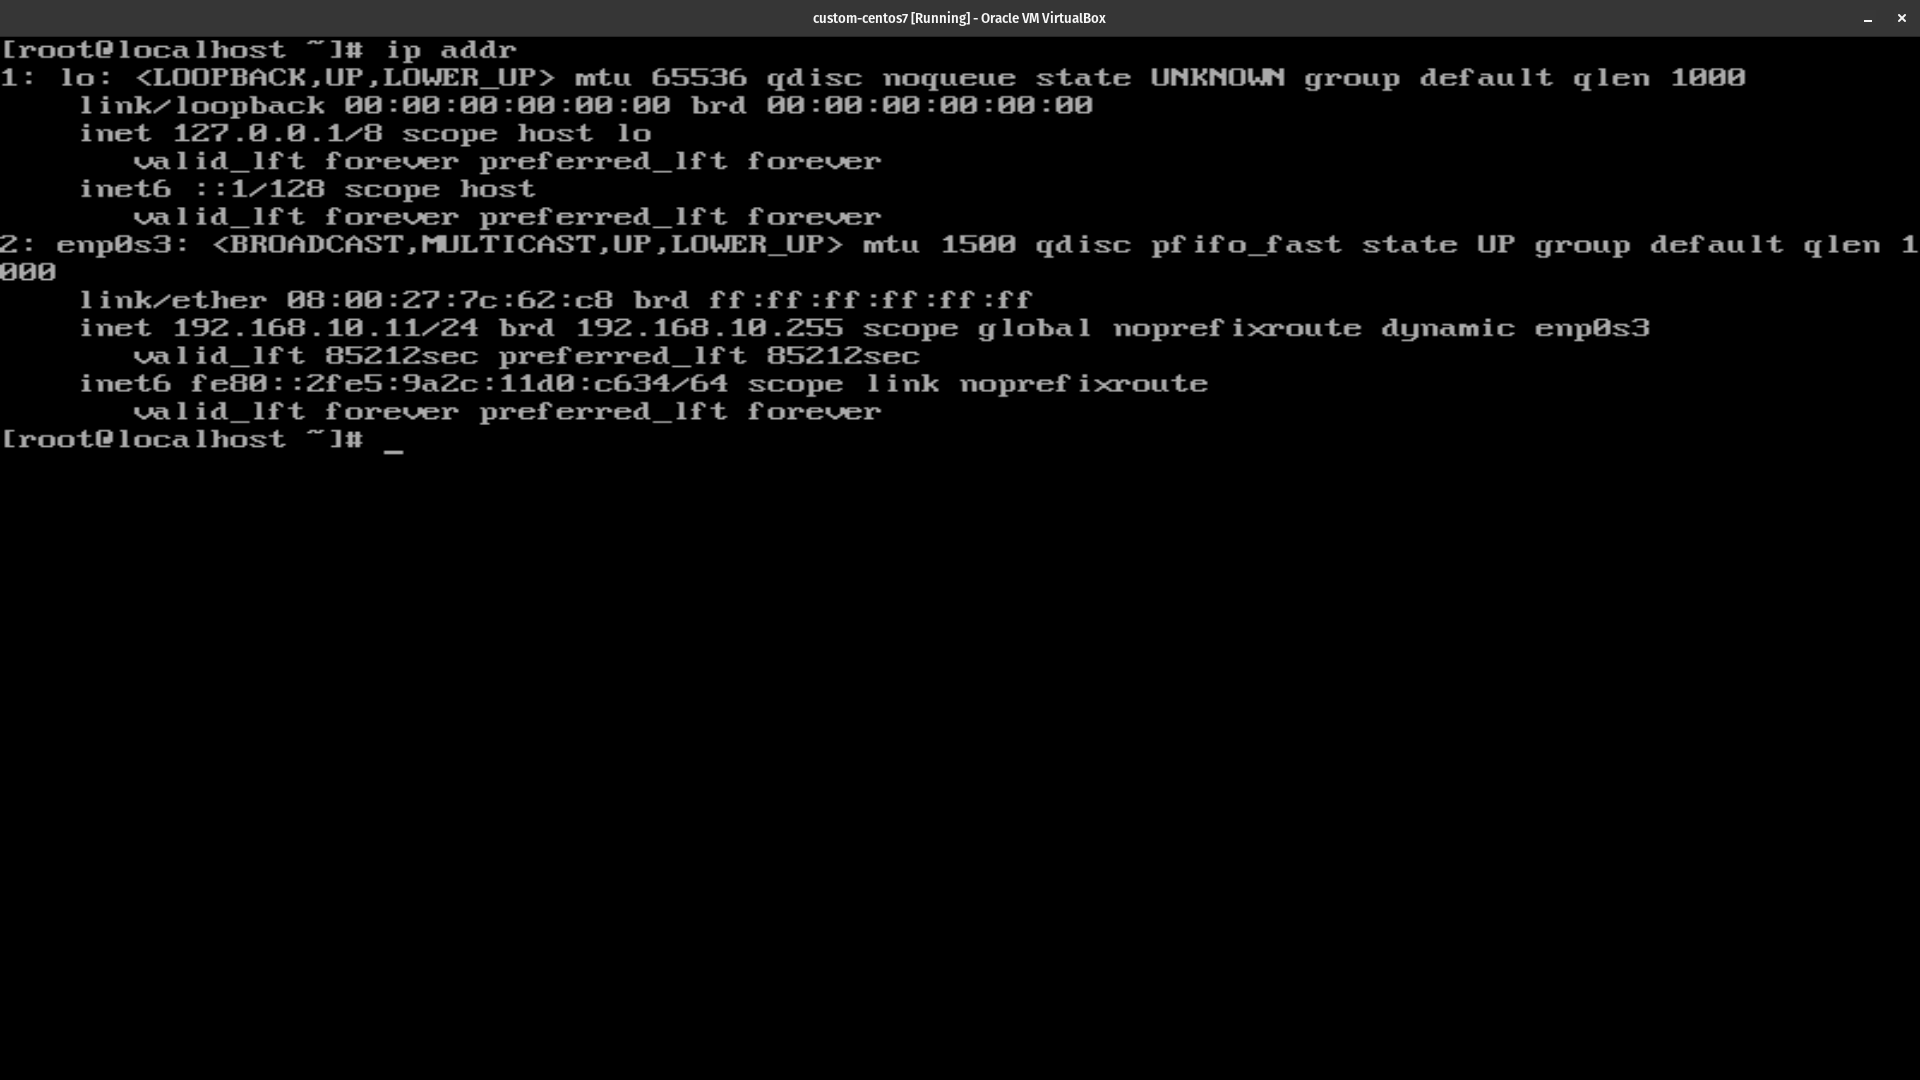 custom-centos7 [Running] - Oracle VM VirtualBox
[root@localhost ~]# ip addr
1: lo: <LOOPBACK,UP,LOWER_UP> mtu 65536 qdisc noqueue state UNKNOWN group default qlen 1000
    link/loopback 00:00:00:00:00:00 brd 00:00:00:00:00:00
    inet 127.0.0.1/8 scope host lo
       valid_lft forever preferred_lft forever
    inet6 ::1/128 scope host
       valid_lft forever preferred_lft forever
2: enp0s3: <BROADCAST,MULTICAST,UP,LOWER_UP> mtu 1500 qdisc pfifo_fast state UP group default qlen 1
000
    link/ether 08:00:27:7c:62:c8 brd ff:ff:ff:ff:ff:ff
    inet 192.168.10.11/24 brd 192.168.10.255 scope global noprefixroute dynamic enp0s3
       valid_lft 85212sec preferred_lft 85212sec
    inet6 fe80::2fe5:9a2c:11d0:c634/64 scope link noprefixroute
       valid_lft forever preferred_lft forever
[root@localhost ~]# _